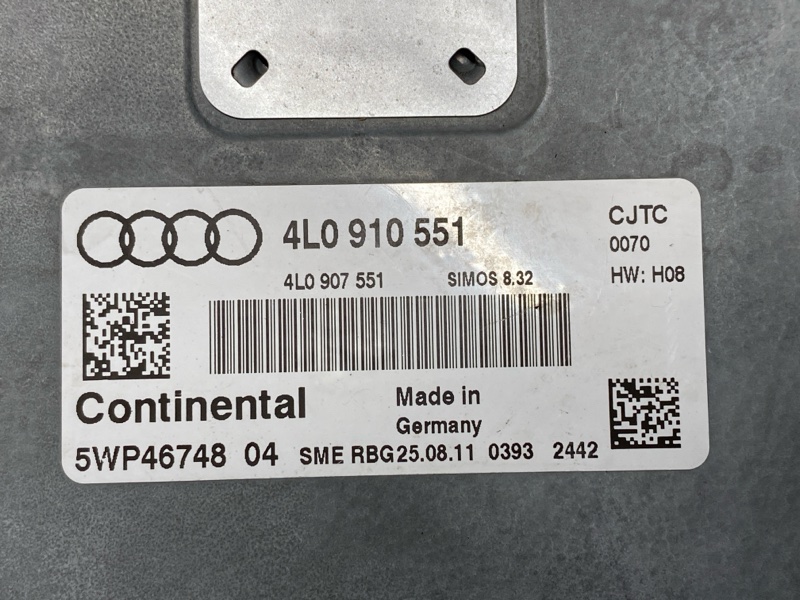 4L0 910 551
CJTC
0070
4L0 907 551 SIMOS 8.32
HW: H08
Continental
Made in
Germany
5WP46748 04 SME RBG25.08.11 0393 2442